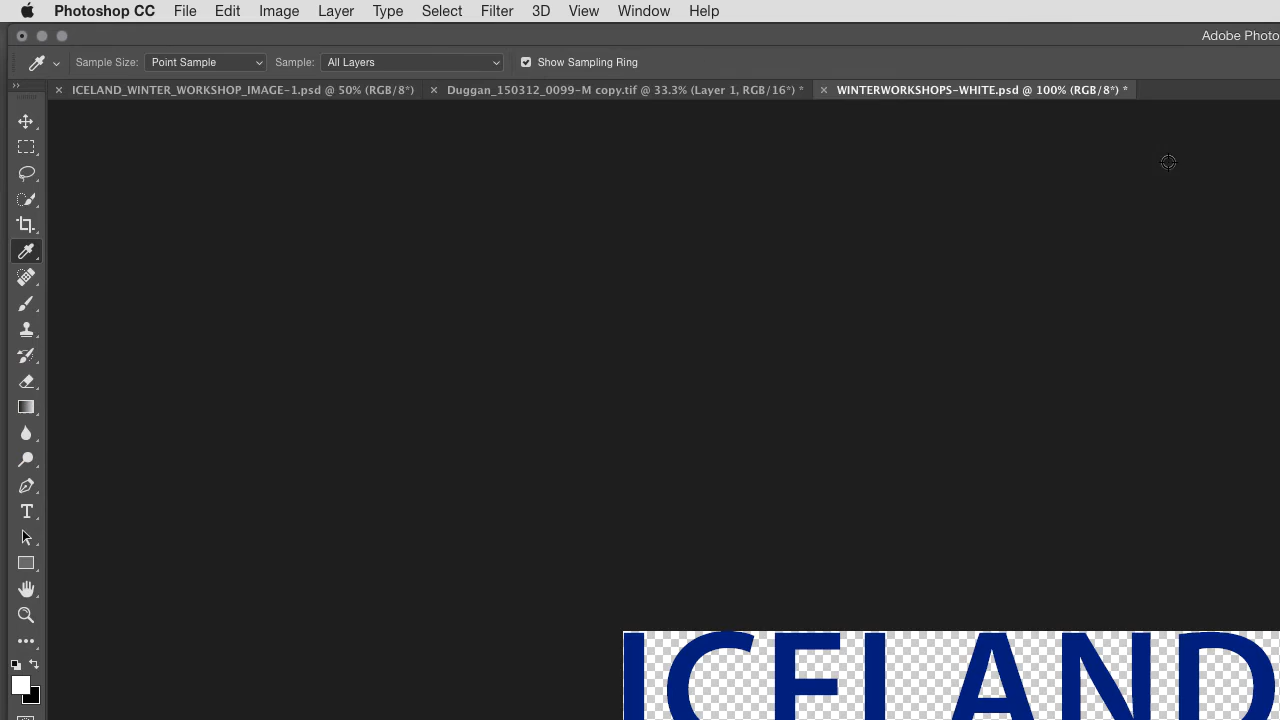 Photoshop CC File Edit Image Layer Type Select Filter 3D View Window Help
Adobe Photo
Sample Size: Point Sample Sample: All Layers Show Sampling Ring
ICELAND_WINTER_WORKSHOP_IMAGE-1.psd @ 50% (RGB/8*) Duggan_150312_0099-M copy.tif @ 33.3% (Layer 1, RGB/16*) * WINTERWORKSHOPS-WHITE.psd @ 100% (RGB/8*) *
ICELAND